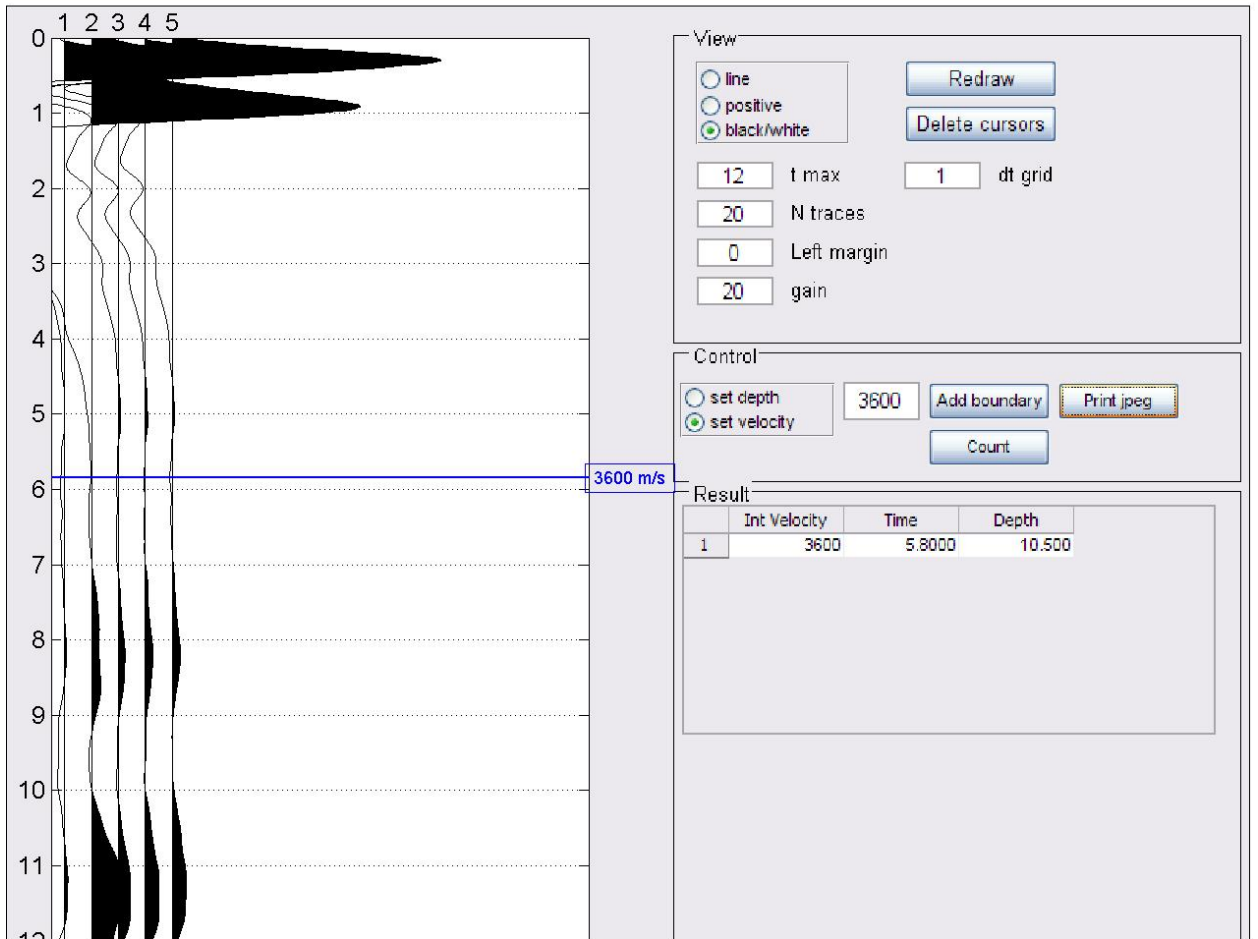 1 2 3 4 5
0
1
2
3
4
5
6
7
8
9
10
11
12
3600 m/s
View
line
positive
black/white
Redraw
Delete cursors
12 t max 1 dt grid
20 N traces
0 Left margin
20 gain
Control
set depth
set velocity
3600 Add boundary Print jpeg
Count
Result
Int Velocity Time Depth
1 3600 5.8000 10.500